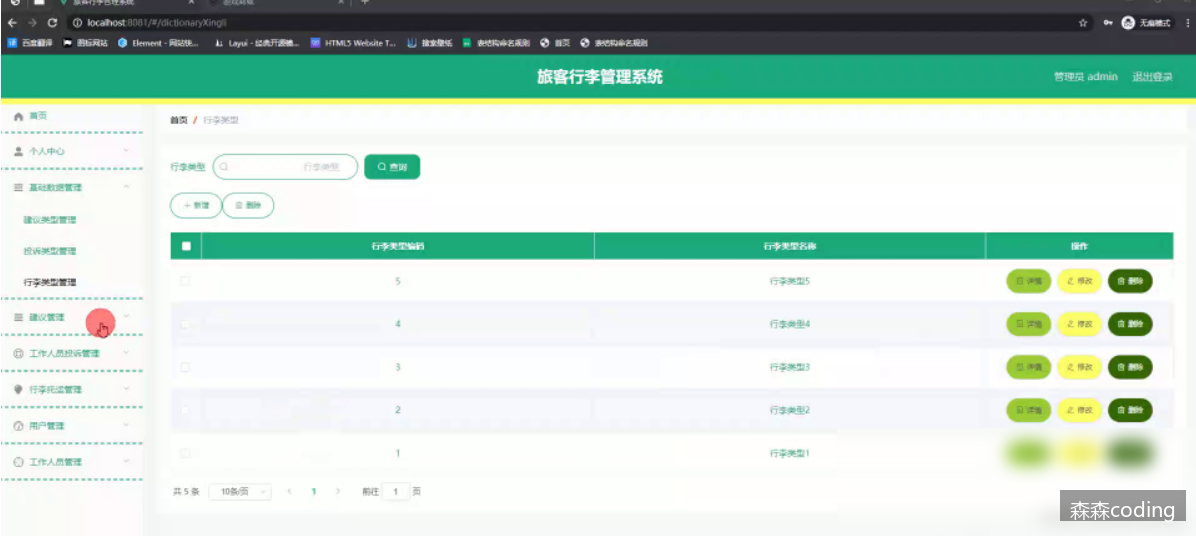 旅客行李管理系统
localhost:8081/#/dictionaryXingli
无痕模式
百度翻译 图标网站 Element - 网站快... Layui - 经典开源模... HTML5 Website T... 搜索壁纸 表结构命名规则 首页 表结构命名规则
旅客行李管理系统
管理员 admin 退出登录
首页
个人中心
基础数据管理
建议类型管理
投诉类型管理
行李类型管理
建议管理
工作人员投诉管理
行李托运管理
用户管理
工作人员管理
首页 / 行李类型
行李类型 行李类型 查询
新增 删除
行李类型编码 行李类型名称 操作
5 行李类型5 详情 修改 删除
4 行李类型4 详情 修改 删除
3 行李类型3 详情 修改 删除
2 行李类型2 详情 修改 删除
1 行李类型1
共 5 条 10条/页 1 前往 1 页
森森coding